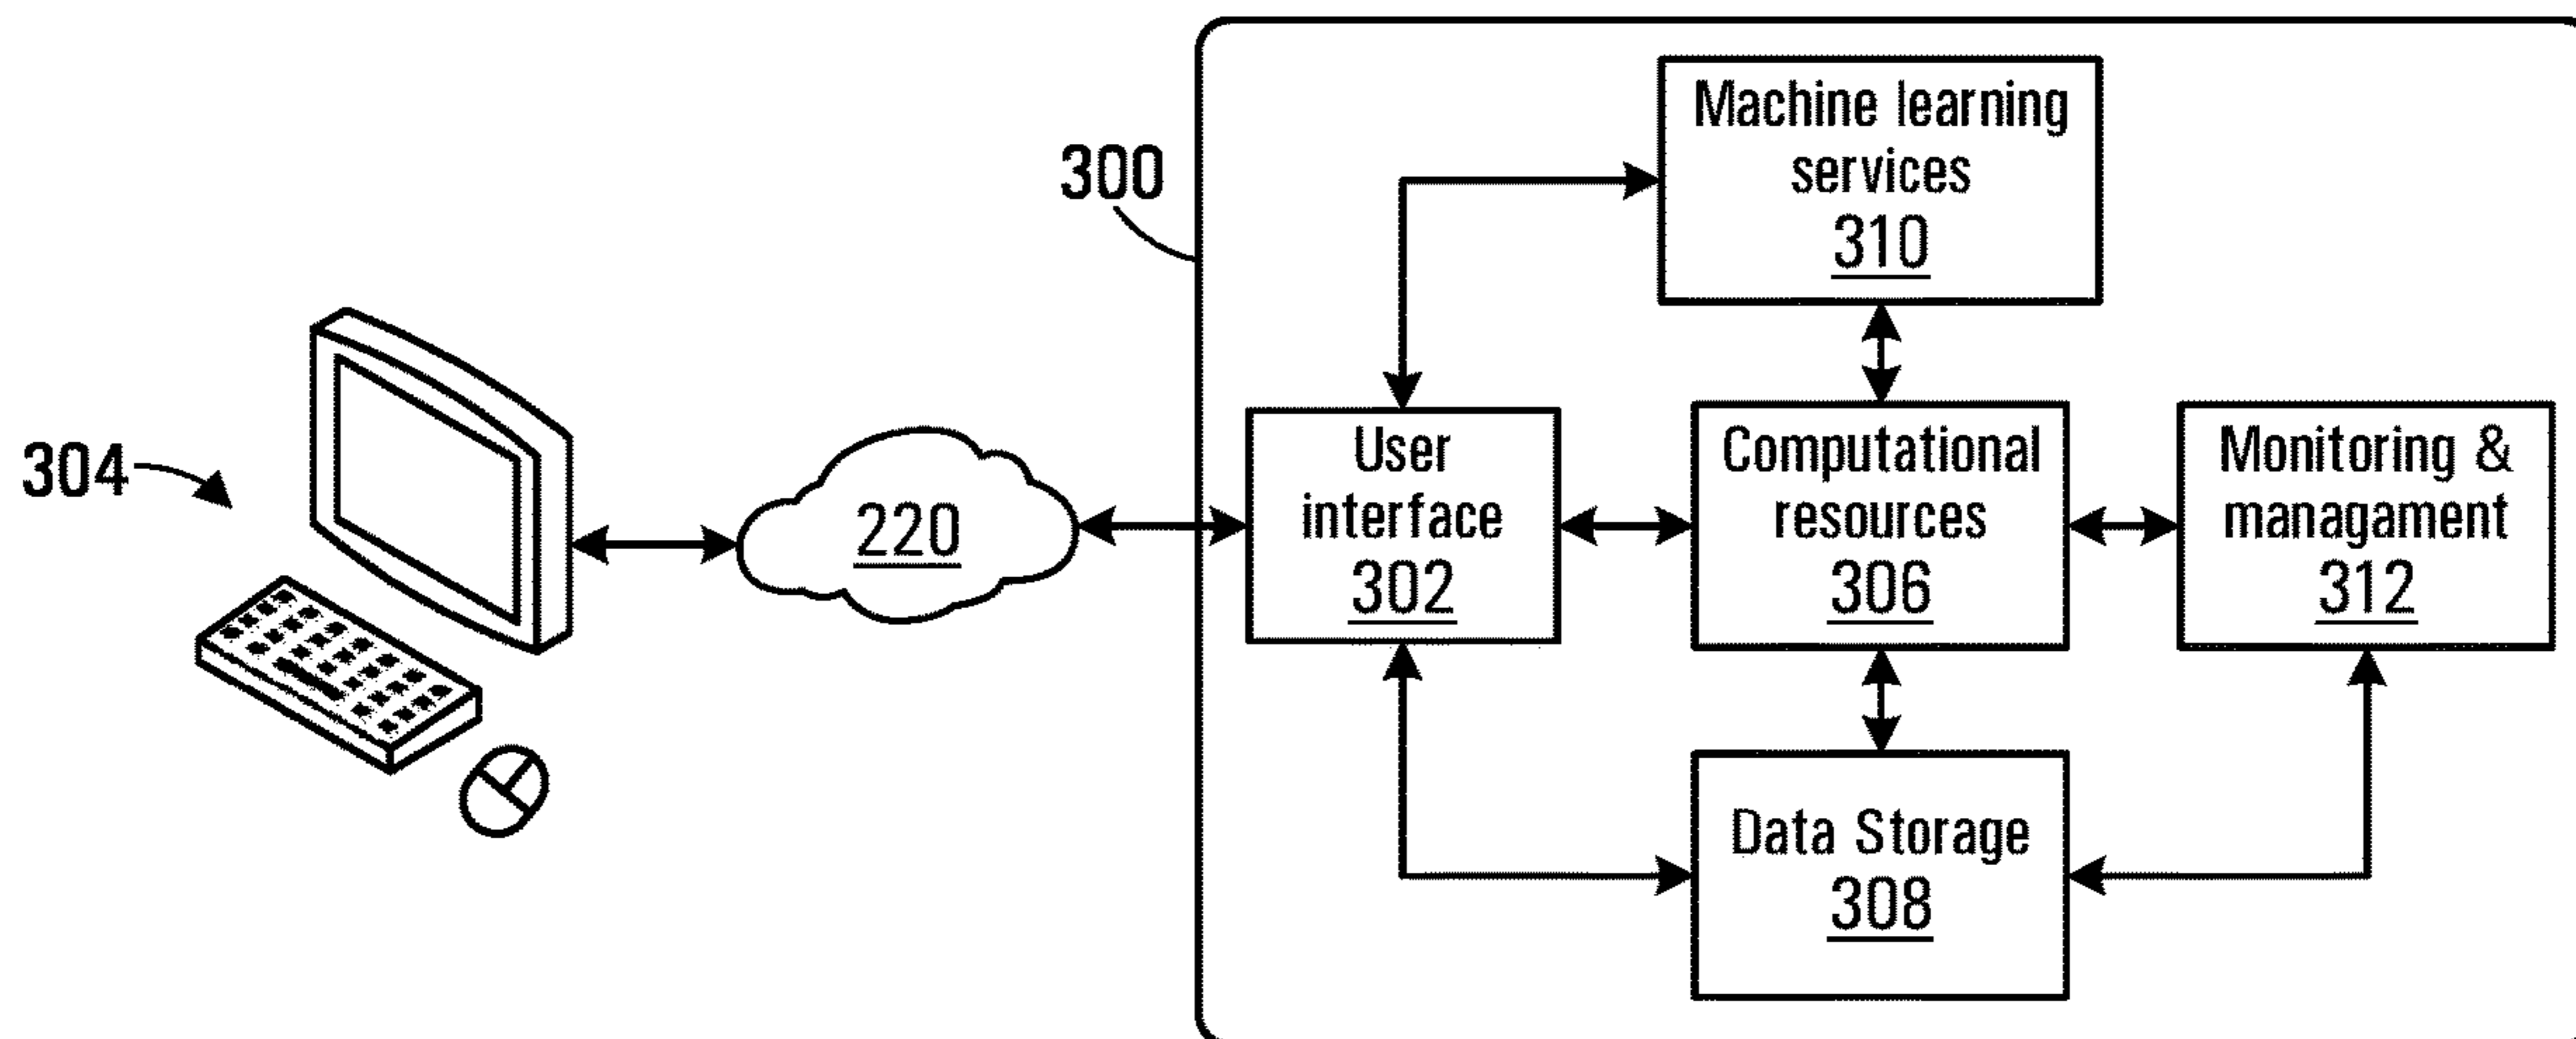 300
Machine learning
services
310
304
220
User
interface
302
Computational
resources
306
Monitoring &
managament
312
Data Storage
308